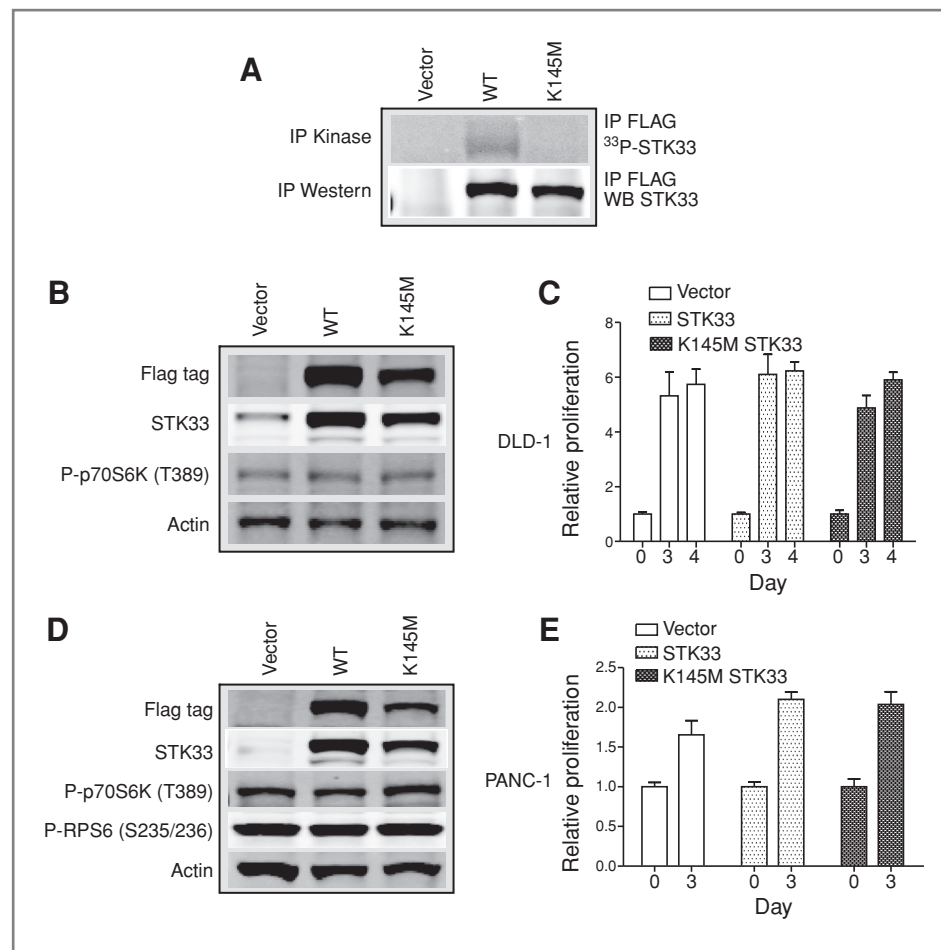 A
Vector
WT
K145M
IP Kinase
IP FLAG
³³P-STK33
IP Western
IP FLAG
WB STK33
B
Vector
WT
K145M
Flag tag
STK33
P-p70S6K (T389)
Actin
C
Vector
STK33
K145M STK33
8
6
4
2
0
Relative proliferation
DLD-1
0 3 4 0 3 4 0 3 4
Day
D
Vector
WT
K145M
Flag tag
STK33
P-p70S6K (T389)
P-RPS6 (S235/236)
Actin
E
Vector
STK33
K145M STK33
2.5
2.0
1.5
1.0
0.5
0.0
Relative proliferation
PANC-1
0 3 0 3 0 3
Day